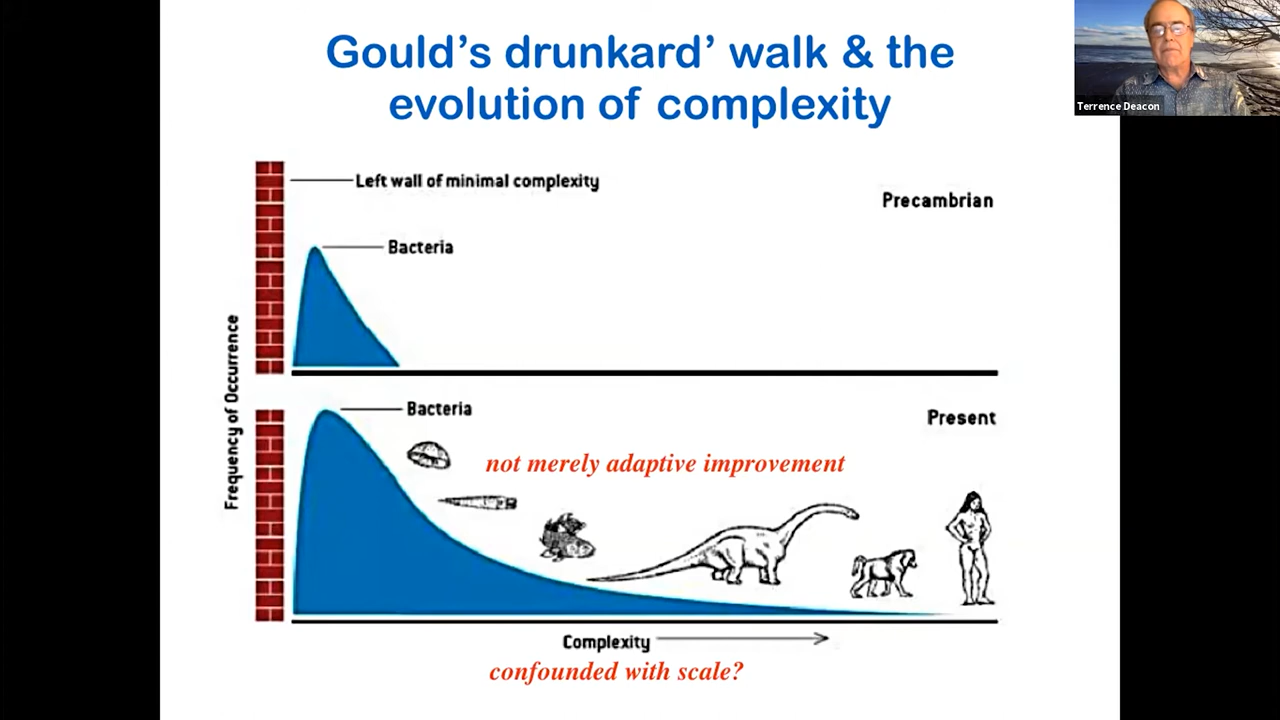 Gould's drunkard' walk & the
evolution of complexity
Terrence Deacon
Left wall of minimal complexity
Precambrian
Bacteria
Frequency of Occurrence
Bacteria
Present
not merely adaptive improvement
Complexity
confounded with scale?